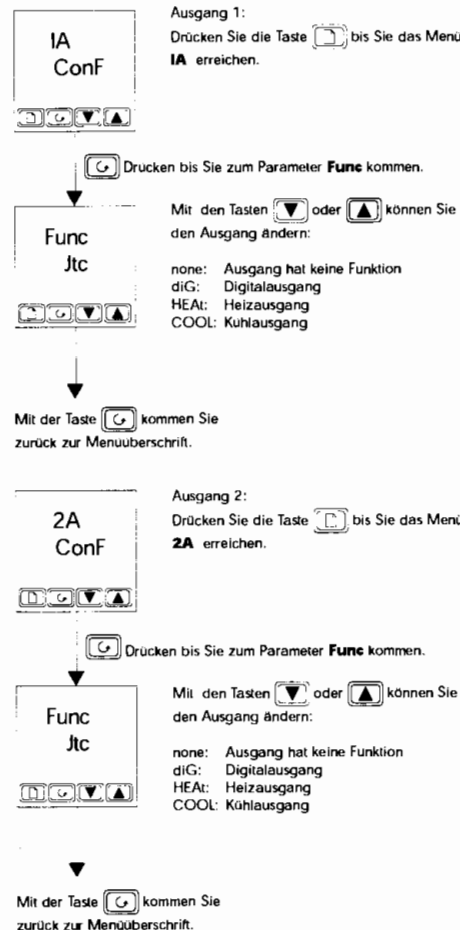 Ausgang 1:
Drücken Sie die Taste bis Sie das Menü
IA erreichen.
IA
ConF
Drucken bis Sie zum Parameter Func kommen.
Func
Jtc
Mit den Tasten oder können Sie
den Ausgang ändern:
none: Ausgang hat keine Funktion
diG: Digitalausgang
HEAt: Heizausgang
COOL: Kuhlausgang
Mit der Taste kommen Sie
zurück zur Menuüberschrift.
Ausgang 2:
Drücken Sie die Taste bis Sie das Menü
2A erreichen.
2A
ConF
Drücken bis Sie zum Parameter Func kommen.
Func
Jtc
Mit den Tasten oder können Sie
den Ausgang ändern:
none: Ausgang hat keine Funktion
diG: Digitalausgang
HEAt: Heizausgang
COOL: Kühlausgang
Mit der Taste kommen Sie
zurück zur Menüüberschrift.